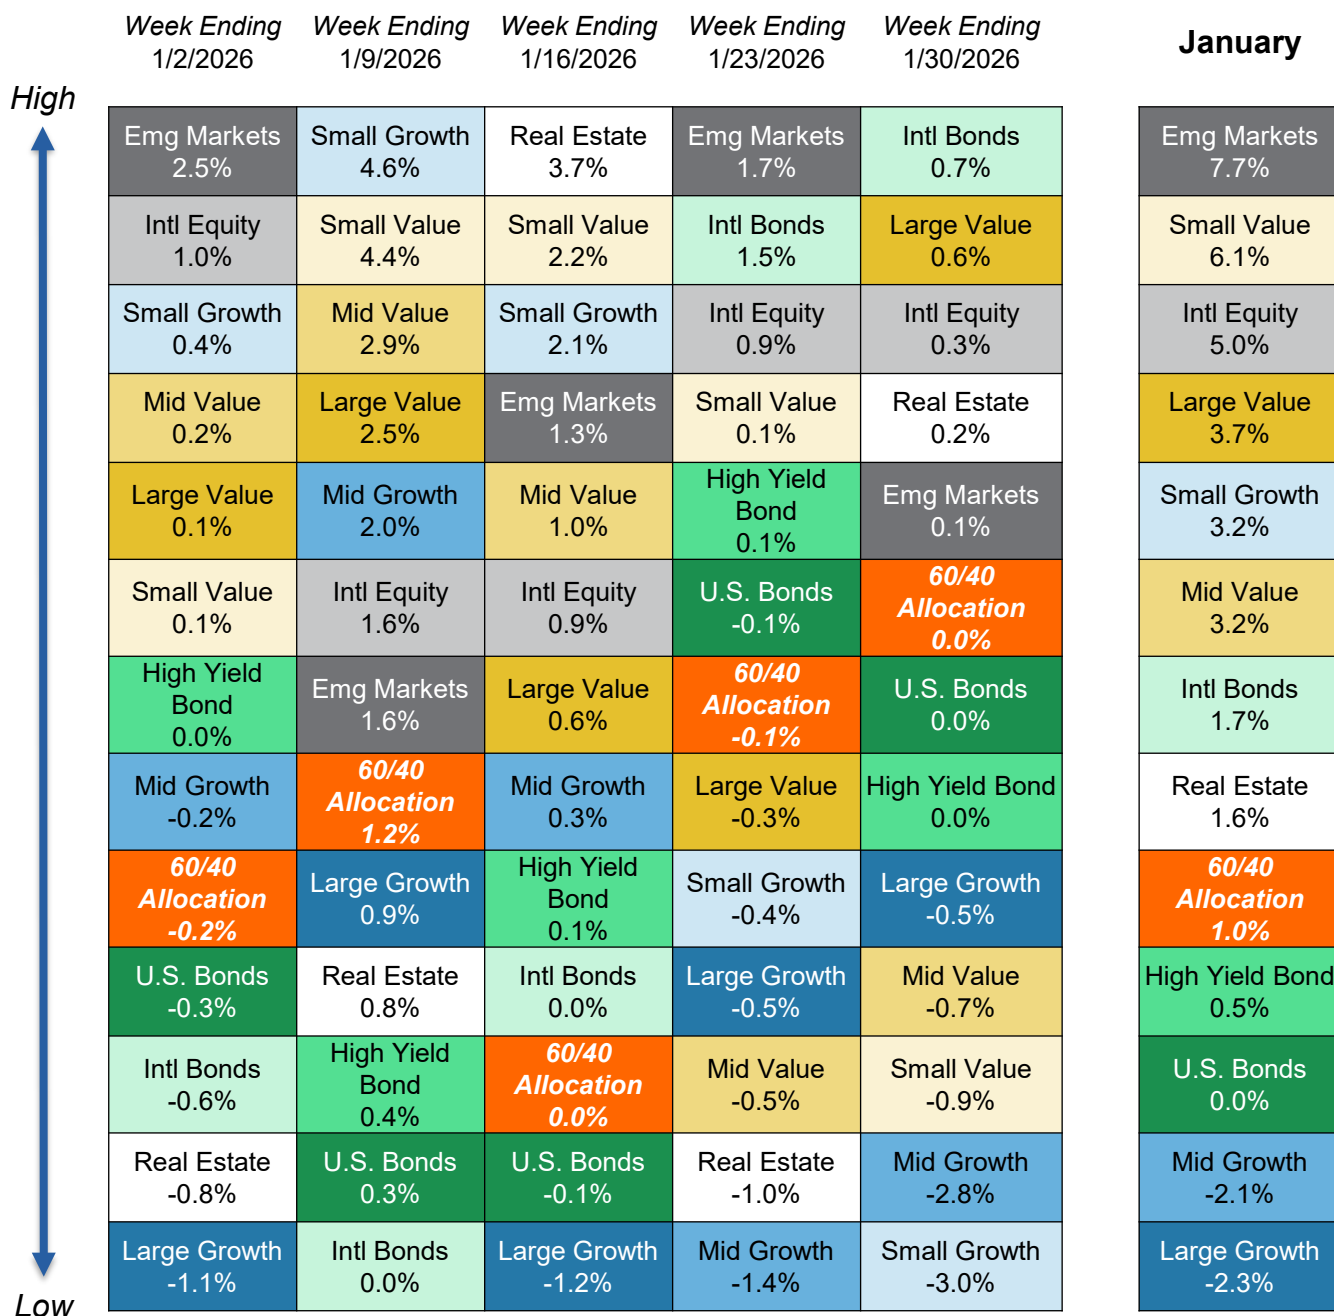 Week Ending
1/2/2026
Week Ending
1/9/2026
Week Ending
1/16/2026
Week Ending
1/23/2026
Week Ending
1/30/2026
January
High
Emg Markets
2.5%
Small Growth
4.6%
Real Estate
3.7%
Emg Markets
1.7%
Intl Bonds
0.7%
Emg Markets
7.7%
Intl Equity
1.0%
Small Value
4.4%
Small Value
2.2%
Intl Bonds
1.5%
Large Value
0.6%
Small Value
6.1%
Small Growth
0.4%
Mid Value
2.9%
Small Growth
2.1%
Intl Equity
0.9%
Intl Equity
0.3%
Intl Equity
5.0%
Mid Value
0.2%
Large Value
2.5%
Emg Markets
1.3%
Small Value
0.1%
Real Estate
0.2%
Large Value
3.7%
Large Value
0.1%
Mid Growth
2.0%
Mid Value
1.0%
High Yield
Bond
0.1%
Emg Markets
0.1%
Small Growth
3.2%
Small Value
0.1%
Intl Equity
1.6%
Intl Equity
0.9%
U.S. Bonds
-0.1%
60/40
Allocation
0.0%
Mid Value
3.2%
High Yield
Bond
0.0%
Emg Markets
1.6%
Large Value
0.6%
60/40
Allocation
-0.1%
U.S. Bonds
0.0%
Intl Bonds
1.7%
Mid Growth
-0.2%
60/40
Allocation
1.2%
Mid Growth
0.3%
Large Value
-0.3%
High Yield Bond
0.0%
Real Estate
1.6%
60/40
Allocation
-0.2%
Large Growth
0.9%
High Yield
Bond
0.1%
Small Growth
-0.4%
Large Growth
-0.5%
60/40
Allocation
1.0%
U.S. Bonds
-0.3%
Real Estate
0.8%
Intl Bonds
0.0%
Large Growth
-0.5%
Mid Value
-0.7%
High Yield Bond
0.5%
Intl Bonds
-0.6%
High Yield
Bond
0.4%
60/40
Allocation
0.0%
Mid Value
-0.5%
Small Value
-0.9%
U.S. Bonds
0.0%
Real Estate
-0.8%
U.S. Bonds
0.3%
U.S. Bonds
-0.1%
Real Estate
-1.0%
Mid Growth
-2.8%
Mid Growth
-2.1%
Large Growth
-1.1%
Intl Bonds
0.0%
Large Growth
-1.2%
Mid Growth
-1.4%
Small Growth
-3.0%
Large Growth
-2.3%
Low